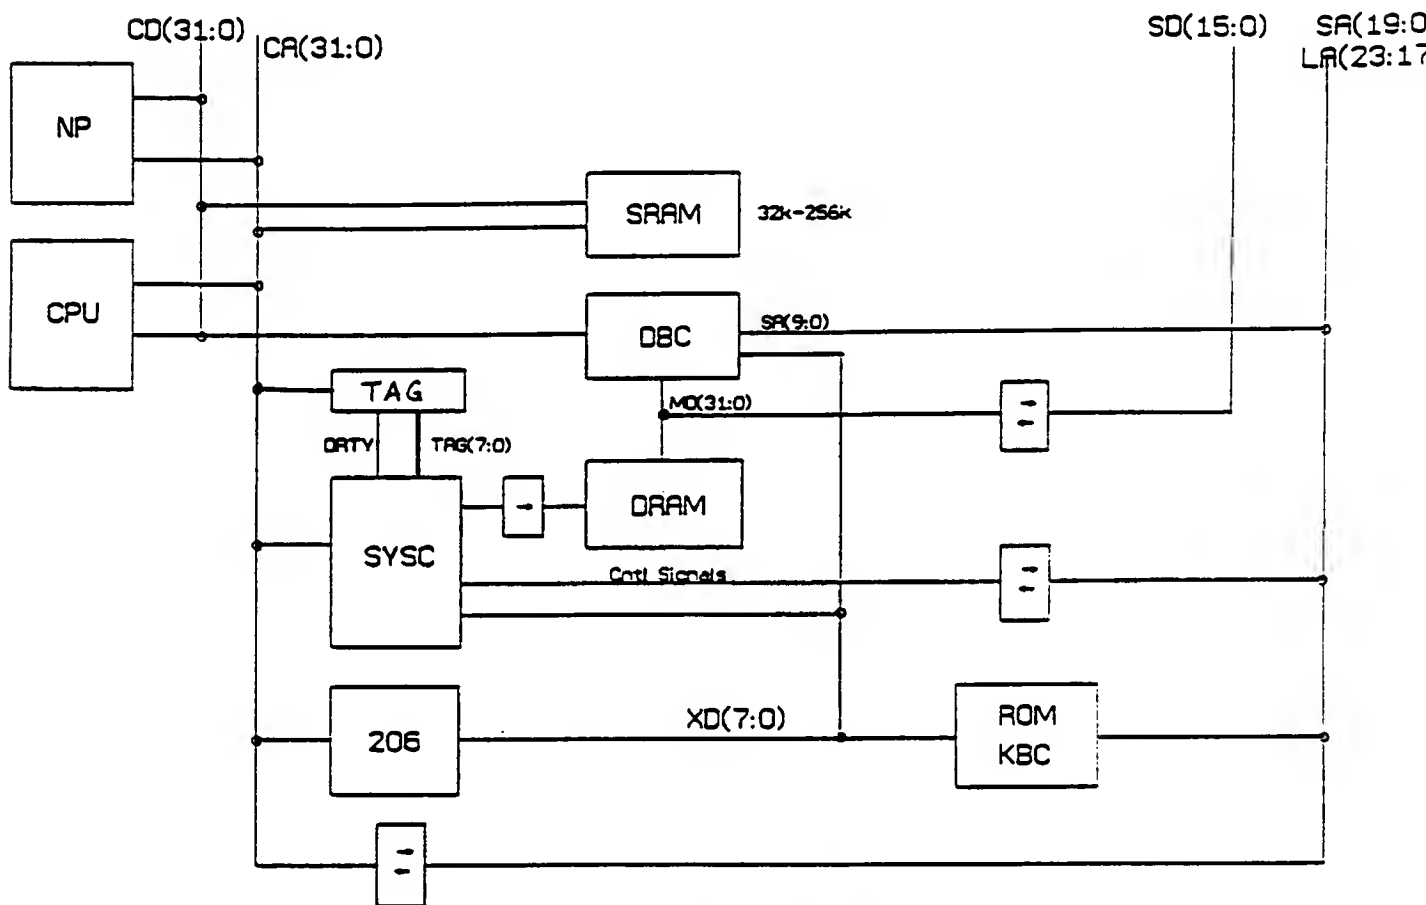 CD(31:0)
CA(31:0)
SD(15:0)
SA(19:0
LA(23:17
NP
SRAM
32k-256k
CPU
DBC
SA(9:0)
TAG
MD(31:0)
DRTY
TAG(7:0)
DRAM
SYSC
Cntl Signals
206
XD(7:0)
ROM
KBC